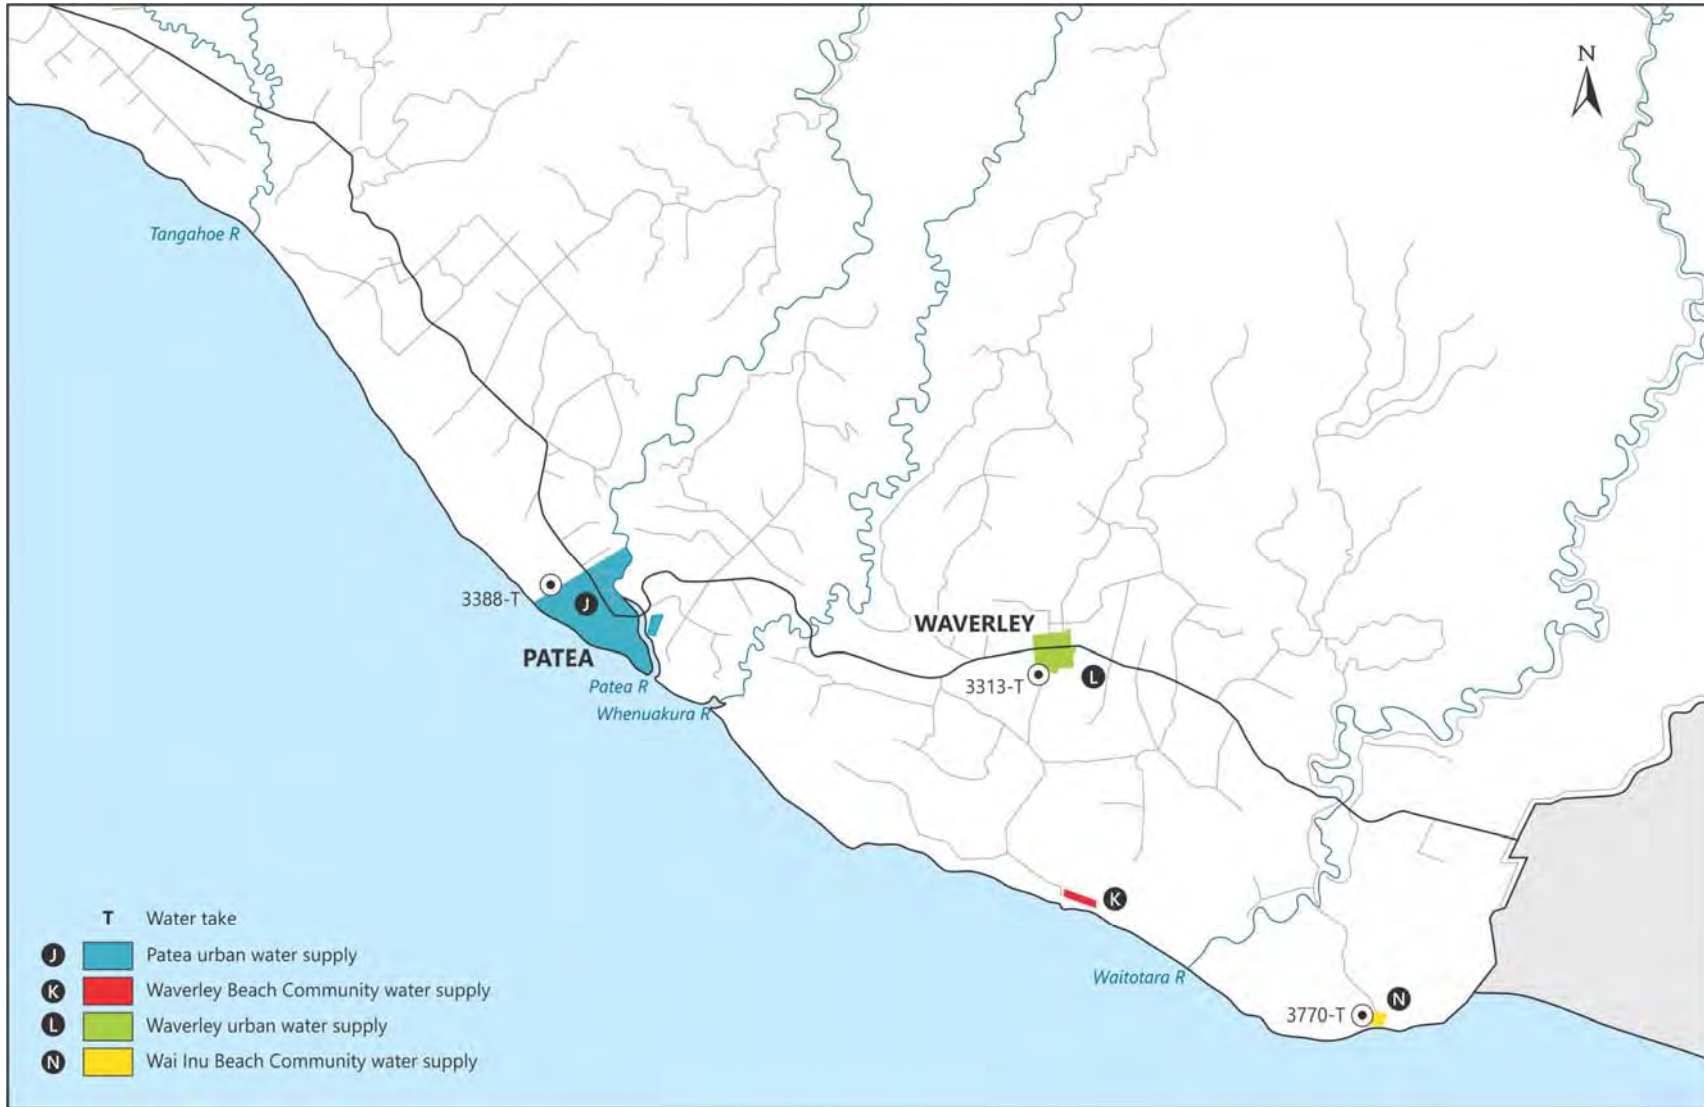 N
Tangahoe R
3388-T
J
PATEA
Patea R
Whenuakura R
WAVERLEY
3313-T
L
K
Waitotara R
3770-T
N
T Water take
J Patea urban water supply
K Waverley Beach Community water supply
L Waverley urban water supply
N Wai Inu Beach Community water supply